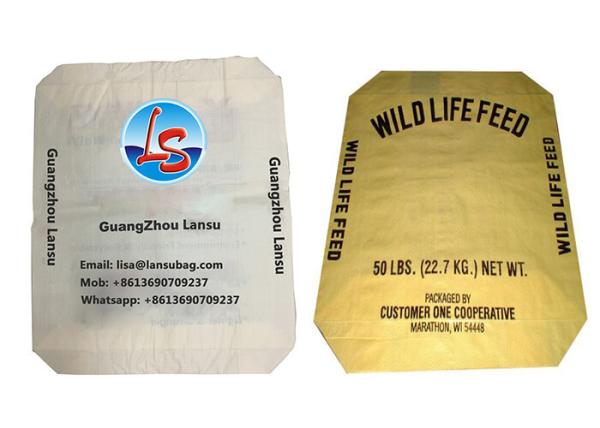 LS
GuangZhou Lansu
Guangzhou Lansu
Guangzhou Lansu
Email: lisa@lansubag.com
Mob: +8613690709237
Whatsapp: +8613690709237
WILD LIFE FEED
WILD LIFE FEED
WILD LIFE FEED
50 LBS. (22.7 KG.) NET WT.
PACKAGED BY
CUSTOMER ONE COOPERATIVE
MARATHON, WI 54448